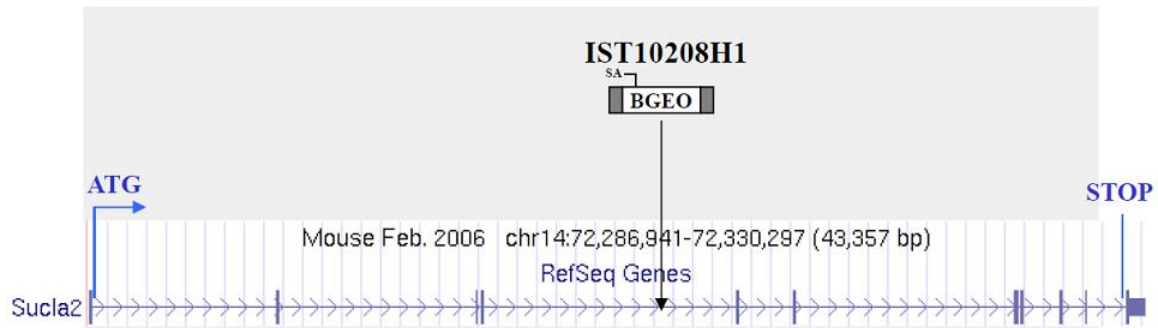 IST10208H1
SA
BGEO
ATG
STOP
Mouse Feb. 2006 chr14:72,286,941-72,330,297 (43,357 bp)
RefSeq Genes
Sucla2